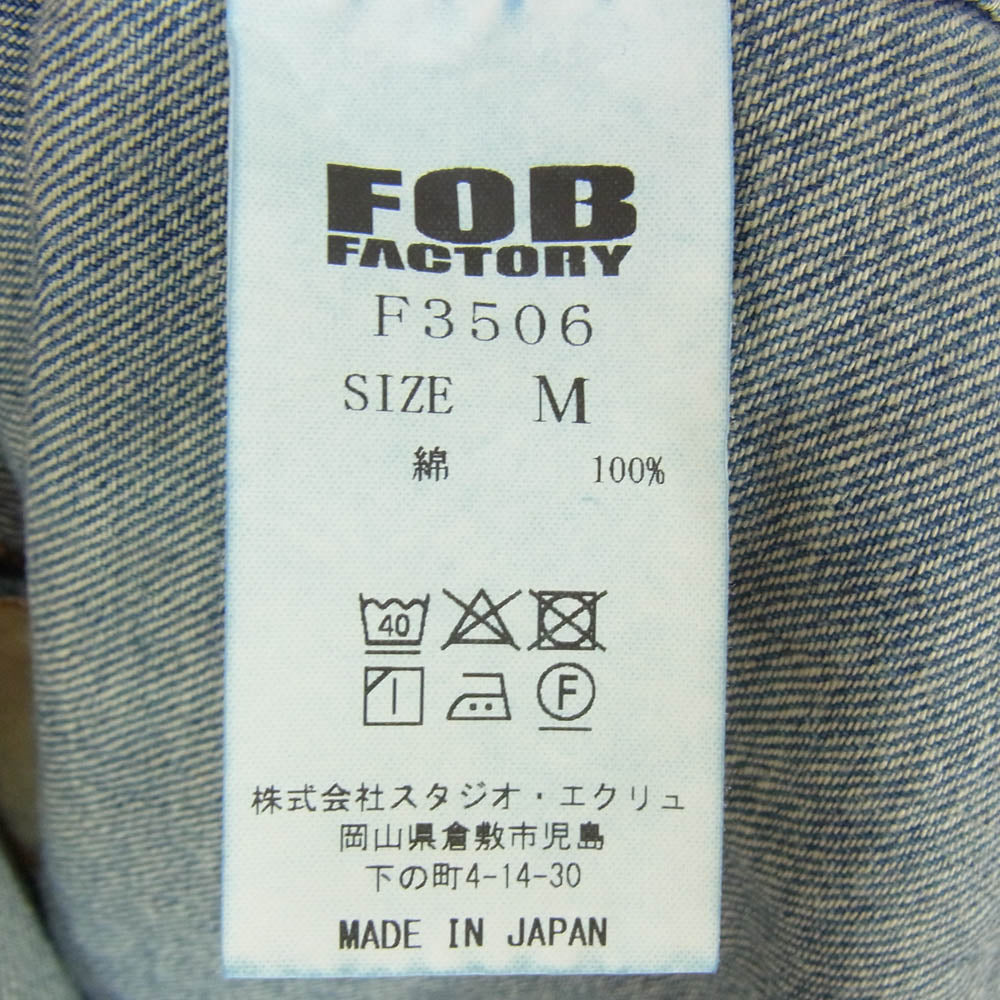 FOB
FACTORY
F3506
SIZE M
綿 100%
40
F
株式会社スタジオ・エクリュ
岡山県倉敷市児島
下の町4-14-30
MADE IN JAPAN